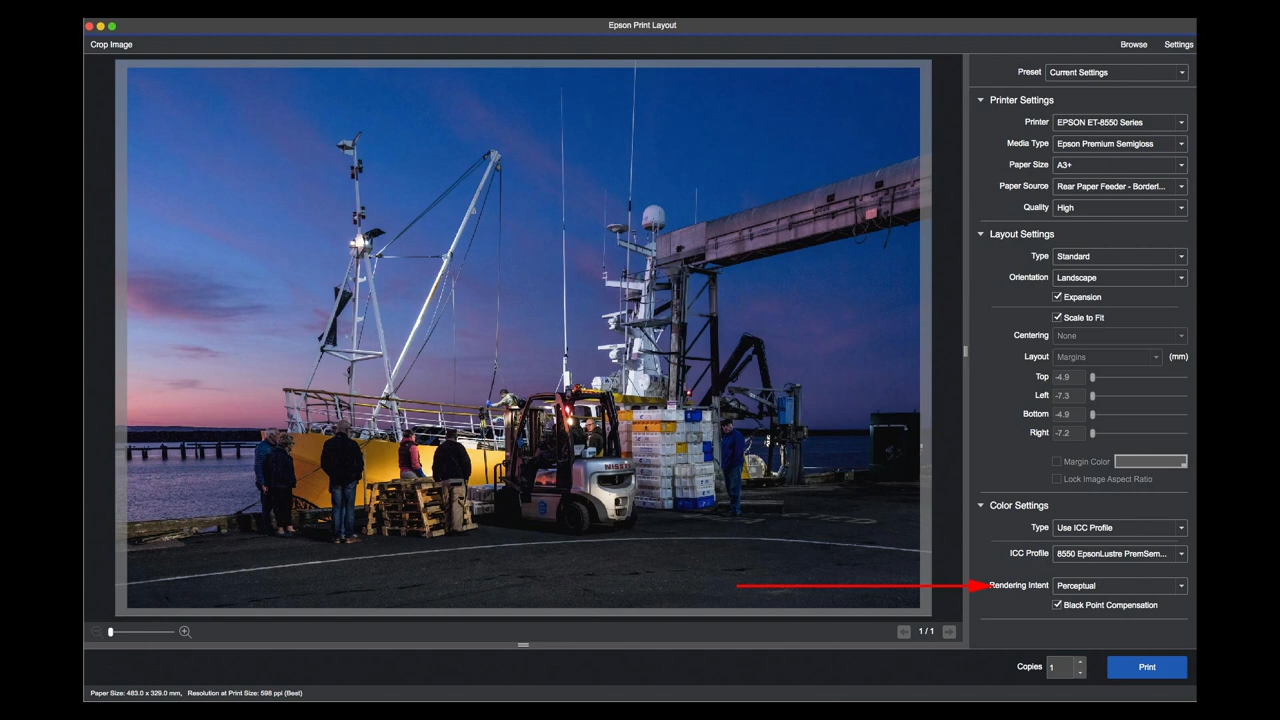 Epson Print Layout
Crop Image
Browse
Settings
Preset
Current Settings
Printer Settings
Printer
EPSON ET-8550 Series
Media Type
Epson Premium Semigloss
Paper Size
A3+
Paper Source
Rear Paper Feeder - Borderl...
Quality
High
Layout Settings
Type
Standard
Orientation
Landscape
Expansion
Scale to Fit
Centering
None
Layout
Margins
(mm)
Top
-4.9
Left
-7.3
Bottom
-4.9
Right
-7.2
Margin Color
Lock Image Aspect Ratio
Color Settings
Type
Use ICC Profile
ICC Profile
8550 EpsonLustre PremSem...
Rendering Intent
Perceptual
Black Point Compensation
NISSAN
1 / 1
Copies
1
Print
Paper Size: 483.0 x 329.0 mm, Resolution at Print Size: 598 ppi (Best)